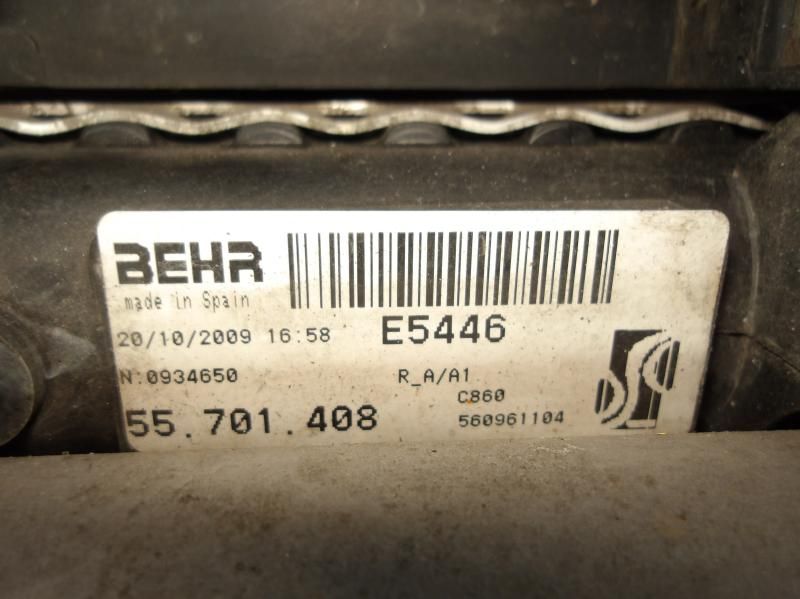 BEHR
made in Spain
20/10/2009 16:58 E5446
N:0934650 R_A/A1
C860
55.701.408 560961104